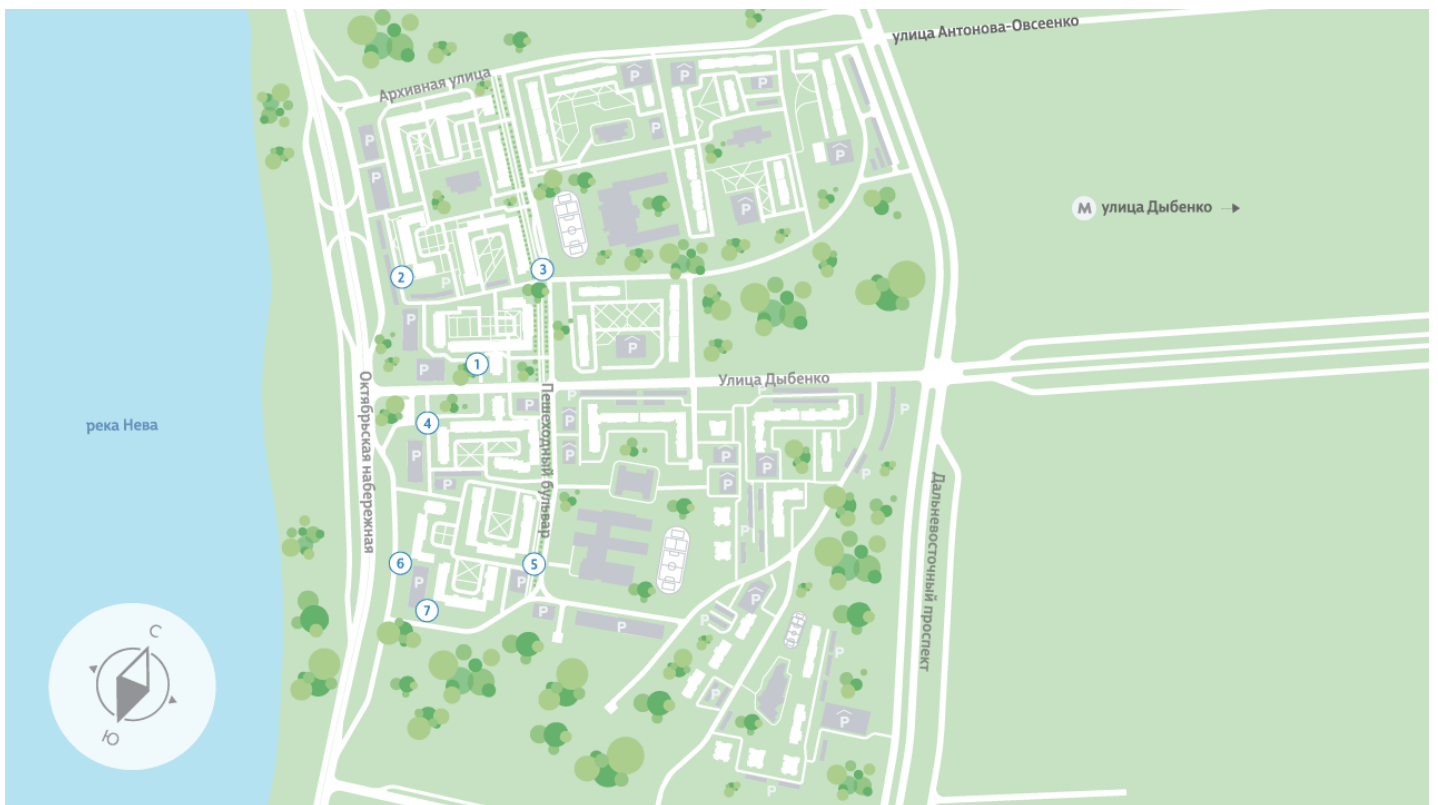 улица Антонова-Овсеенко
Архивная улица
P
P
P
P
P
P
P
P
М улица Дыбенко
P
2
3
P
P
P
1
P
Октябрьская набережная
Пешеходный бульвар
Улица Дыбенко
P
P
P
P
4
река Нева
P
P
P
P
P
P
P
Дальневосточный проспект
P
P
6
5
P
P
7
P
P
P
P
P
P
P
P
P
С
Ю